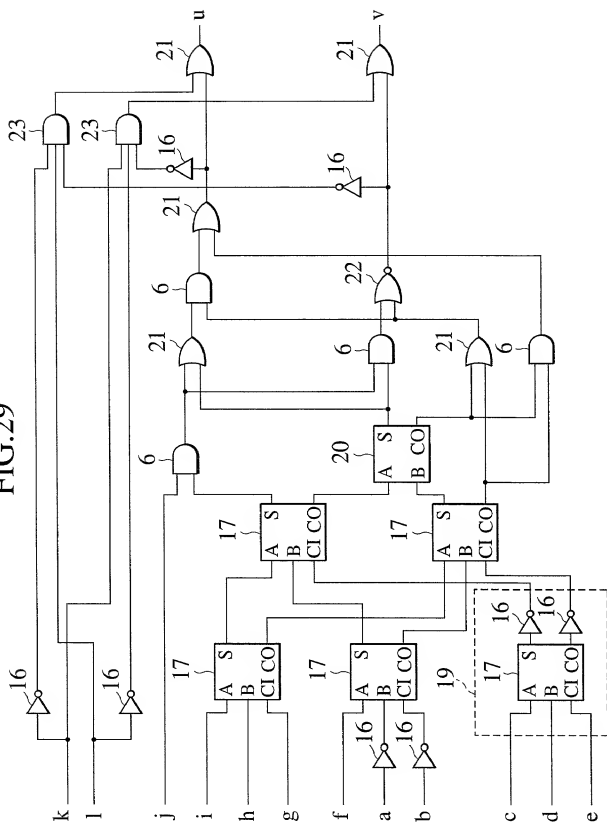 FIG.29
u
v
21
21
23
23
16
16
21
6
22
21
6
21
6
6
20
A S
B CO
17
A S
B
CI CO
17
A S
B
CI CO
17
A S
B
CI CO
17
A S
B
CI CO
19
17
A S
B
CI CO
16
16
16
16
16
16
k
l
j
i
h
g
f
a
b
c
d
e